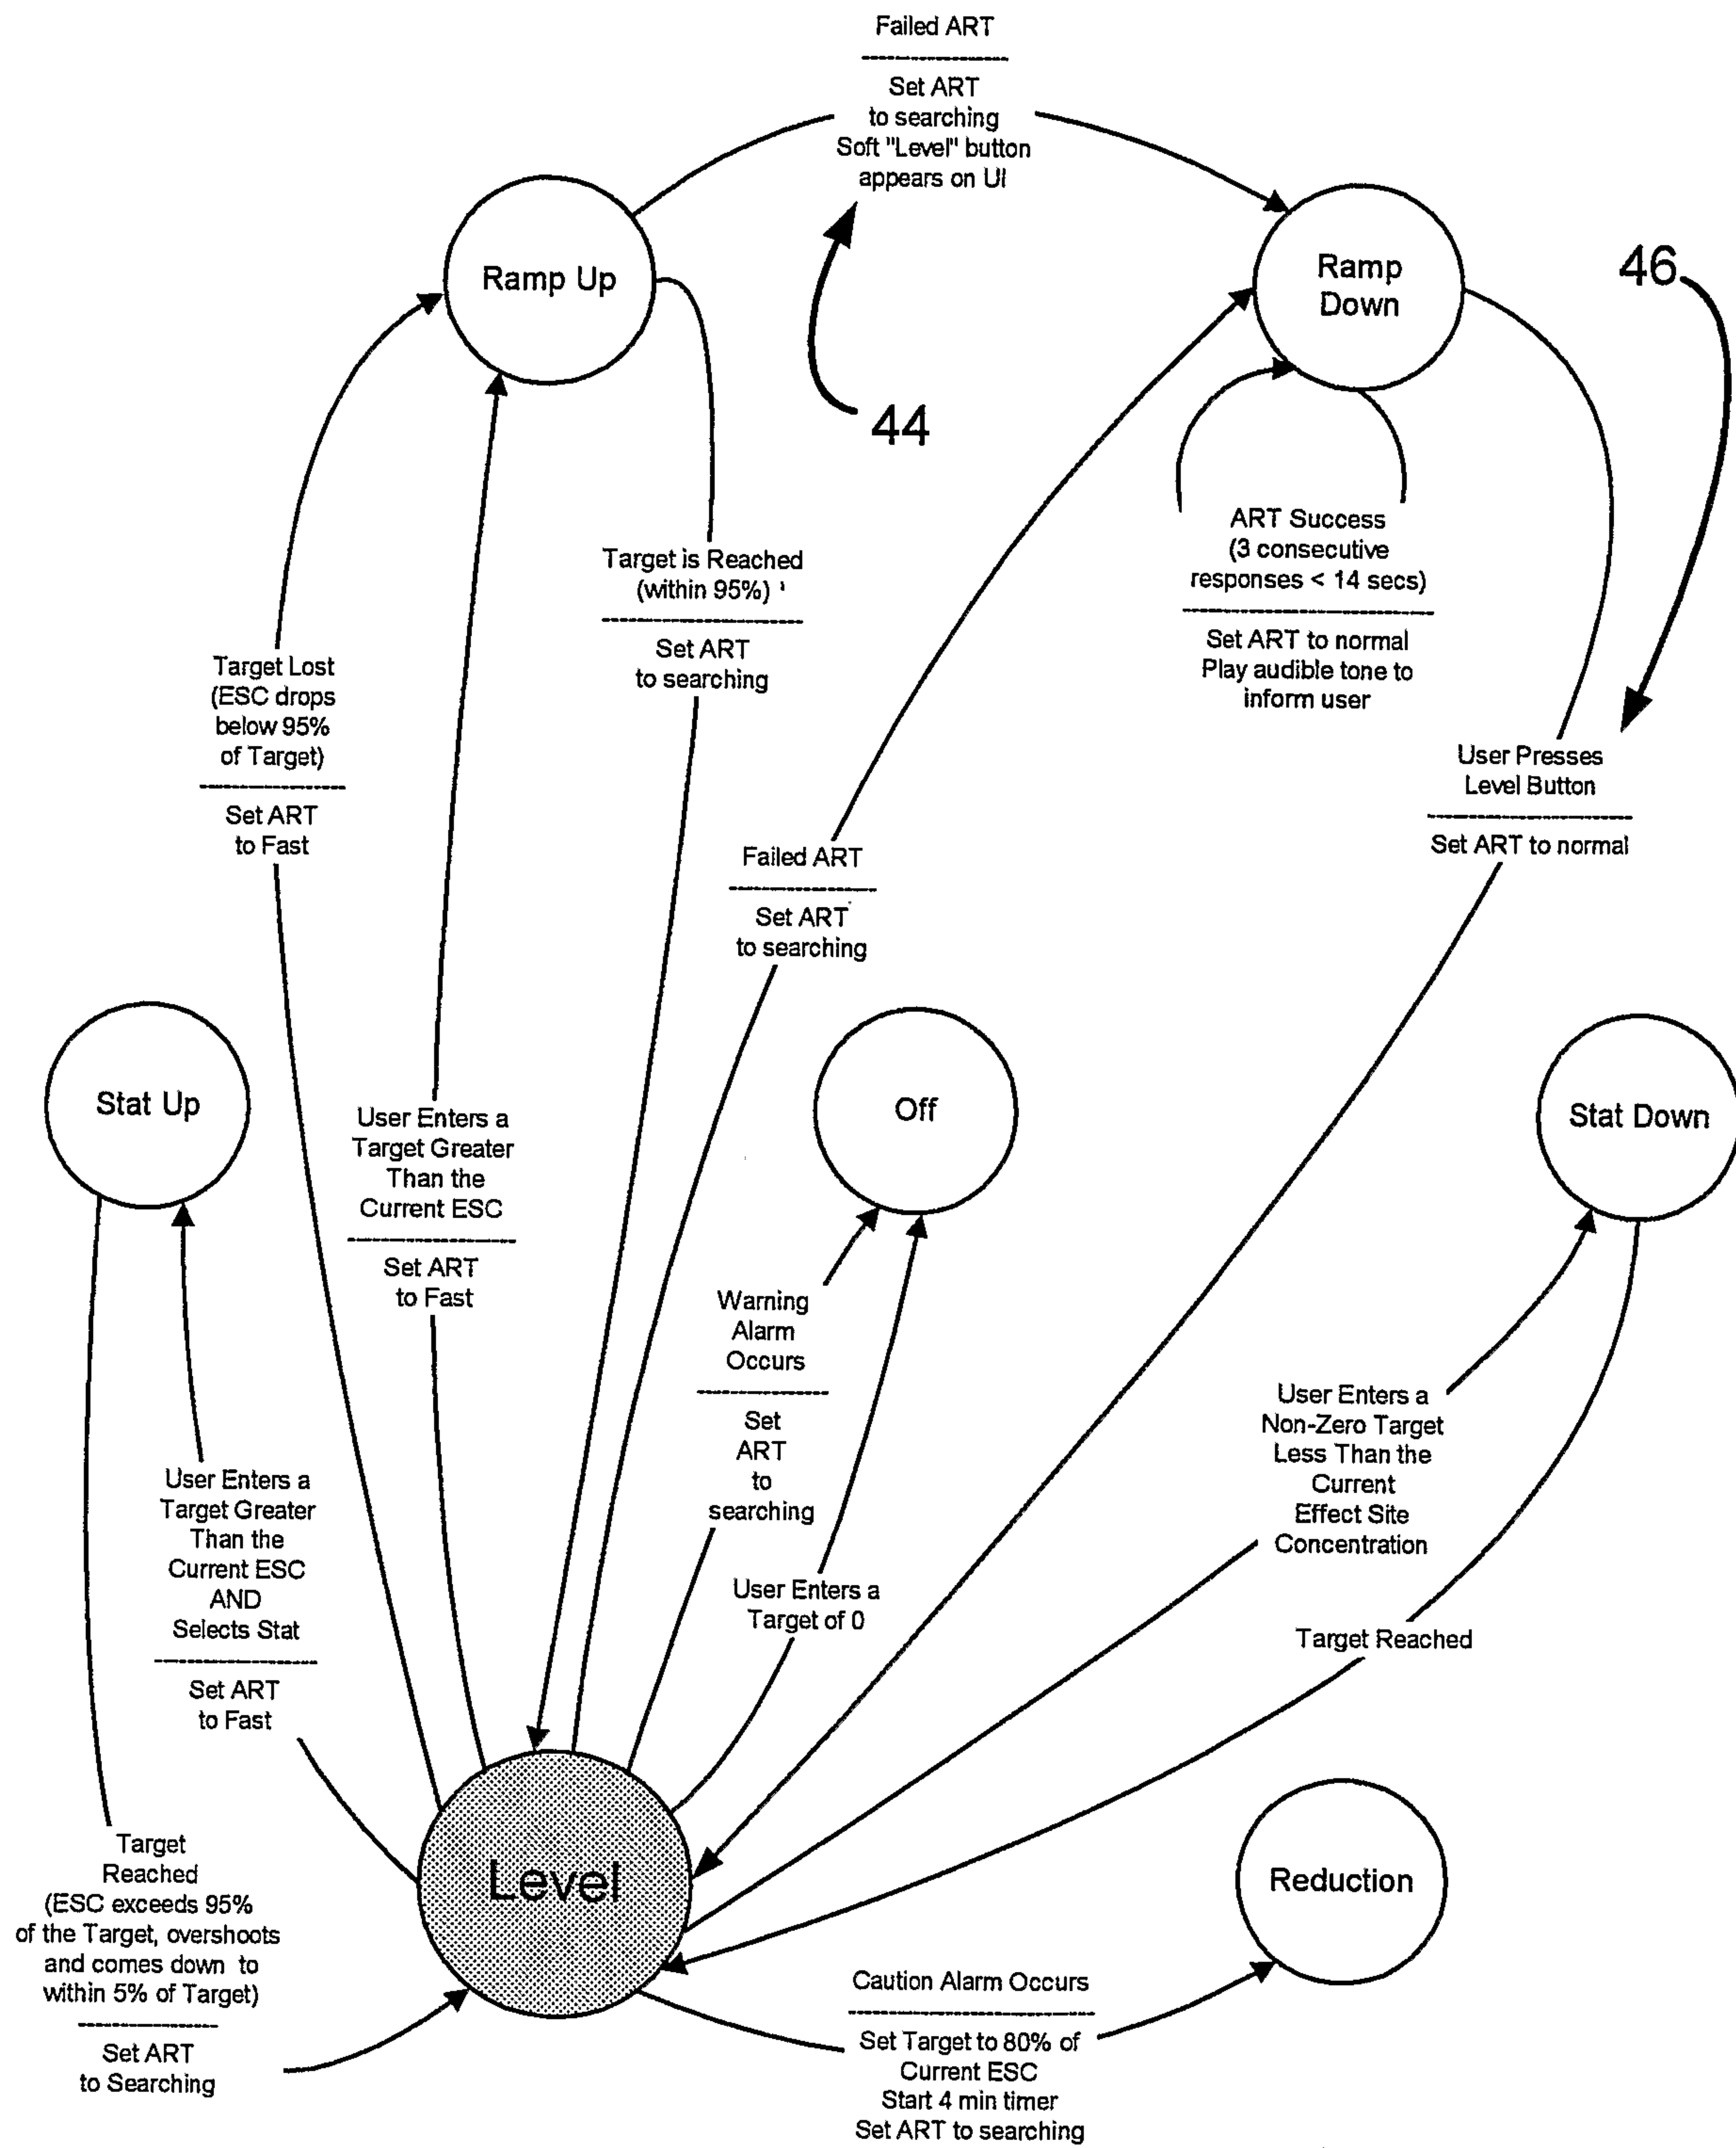 Failed ART
Set ART
to searching
Soft "Level" button
appears on UI
Ramp Up
Ramp
Down
46
44
ART Success
(3 consecutive
responses < 14 secs)
Set ART to normal
Play audible tone to
inform user
Target is Reached
(within 95%) ¹
Set ART
to searching
Target Lost
(ESC drops
below 95%
of Target)
Set ART
to Fast
User Presses
Level Button
Set ART to normal
Failed ART
Set ART
to searching
Stat Up
Off
Stat Down
User Enters a
Target Greater
Than the
Current ESC
Set ART
to Fast
Warning
Alarm
Occurs
Set
ART
to
searching
User Enters a
Non-Zero Target
Less Than the
Current
Effect Site
Concentration
User Enters a
Target Greater
Than the
Current ESC
AND
Selects Stat
Set ART
to Fast
User Enters a
Target of 0
Target Reached
Target
Reached
(ESC exceeds 95%
of the Target, overshoots
and comes down to
within 5% of Target)
Set ART
to Searching
Level
Reduction
Caution Alarm Occurs
Set Target to 80% of
Current ESC
Start 4 min timer
Set ART to searching